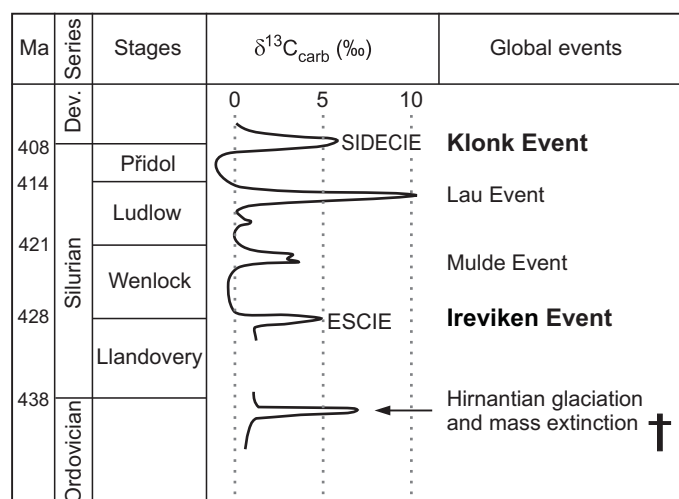 Ma Series Stages δ13Ccarb (‰) Global events
0 5 10
Dev.
408 SIDECIE Klonk Event
Přidol
414 Lau Event
Ludlow
421
Silurian Mulde Event
Wenlock
428 ESCIE Ireviken Event
Llandovery
438 Hirnantian glaciation
and mass extinction †
Ordovician